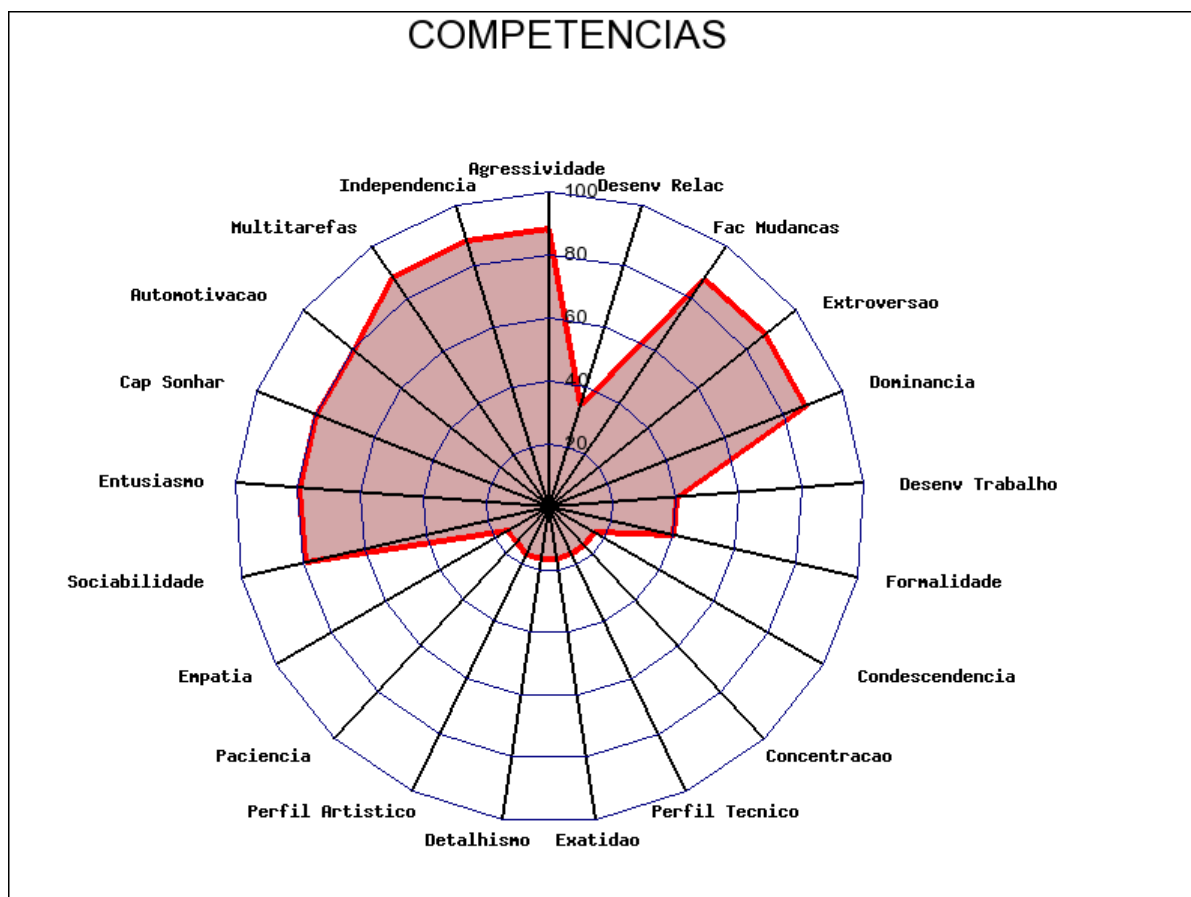 COMPETENCIAS
Agressividade
Independencia
Desenv Relac
100
Multitarefas
Fac Mudancas
80
Automotivacao
Extroversao
60
Cap Sonhar
Dominancia
40
20
Entusiasmo
Desenv Trabalho
Sociabilidade
Formalidade
Empatia
Condescendencia
Paciencia
Concentracao
Perfil Artistico
Perfil Tecnico
Detalhismo
Exatidao